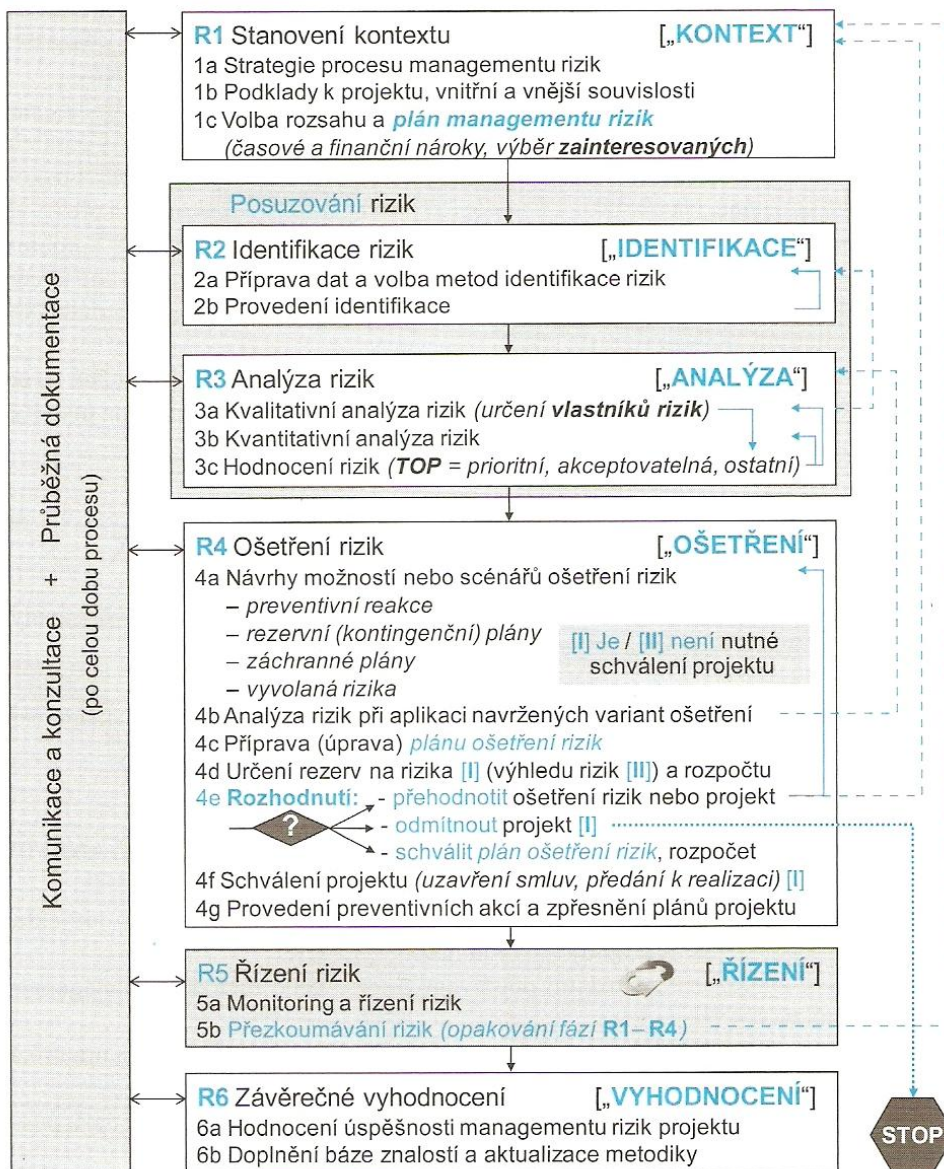 Komunikace a konzultace + Průběžná dokumentace
(po celou dobu procesu)
R1 Stanovení kontextu [„KONTEXT“]
1a Strategie procesu managementu rizik
1b Podklady k projektu, vnitřní a vnější souvislosti
1c Volba rozsahu a plán managementu rizik
(časové a finanční nároky, výběr zainteresovaných)
Posuzování rizik
R2 Identifikace rizik [„IDENTIFIKACE“]
2a Příprava dat a volba metod identifikace rizik
2b Provedení identifikace
R3 Analýza rizik [„ANALÝZA“]
3a Kvalitativní analýza rizik (určení vlastníků rizik)
3b Kvantitativní analýza rizik
3c Hodnocení rizik (TOP = prioritní, akceptovatelná, ostatní)
R4 Ošetření rizik [„OŠETŘENÍ“]
4a Návrhy možností nebo scénářů ošetření rizik
– preventivní reakce
– rezervní (kontingenční) plány
– záchranné plány
– vyvolaná rizika
[I] Je / [II] není nutné
schválení projektu
4b Analýza rizik při aplikaci navržených variant ošetření
4c Příprava (úprava) plánu ošetření rizik
4d Určení rezerv na rizika [I] (výhledu rizik [II]) a rozpočtu
4e Rozhodnutí: - přehodnotit ošetření rizik nebo projekt
? - odmítnout projekt [I]
- schválit plán ošetření rizik, rozpočet
4f Schválení projektu (uzavření smluv, předání k realizaci) [I]
4g Provedení preventivních akcí a zpřesnění plánů projektu
R5 Řízení rizik [„ŘÍZENÍ“]
5a Monitoring a řízení rizik
5b Přezkoumávání rizik (opakování fází R1– R4)
R6 Závěrečné vyhodnocení [„VYHODNOCENÍ“]
6a Hodnocení úspěšnosti managementu rizik projektu
6b Doplnění báze znalostí a aktualizace metodiky
STOP